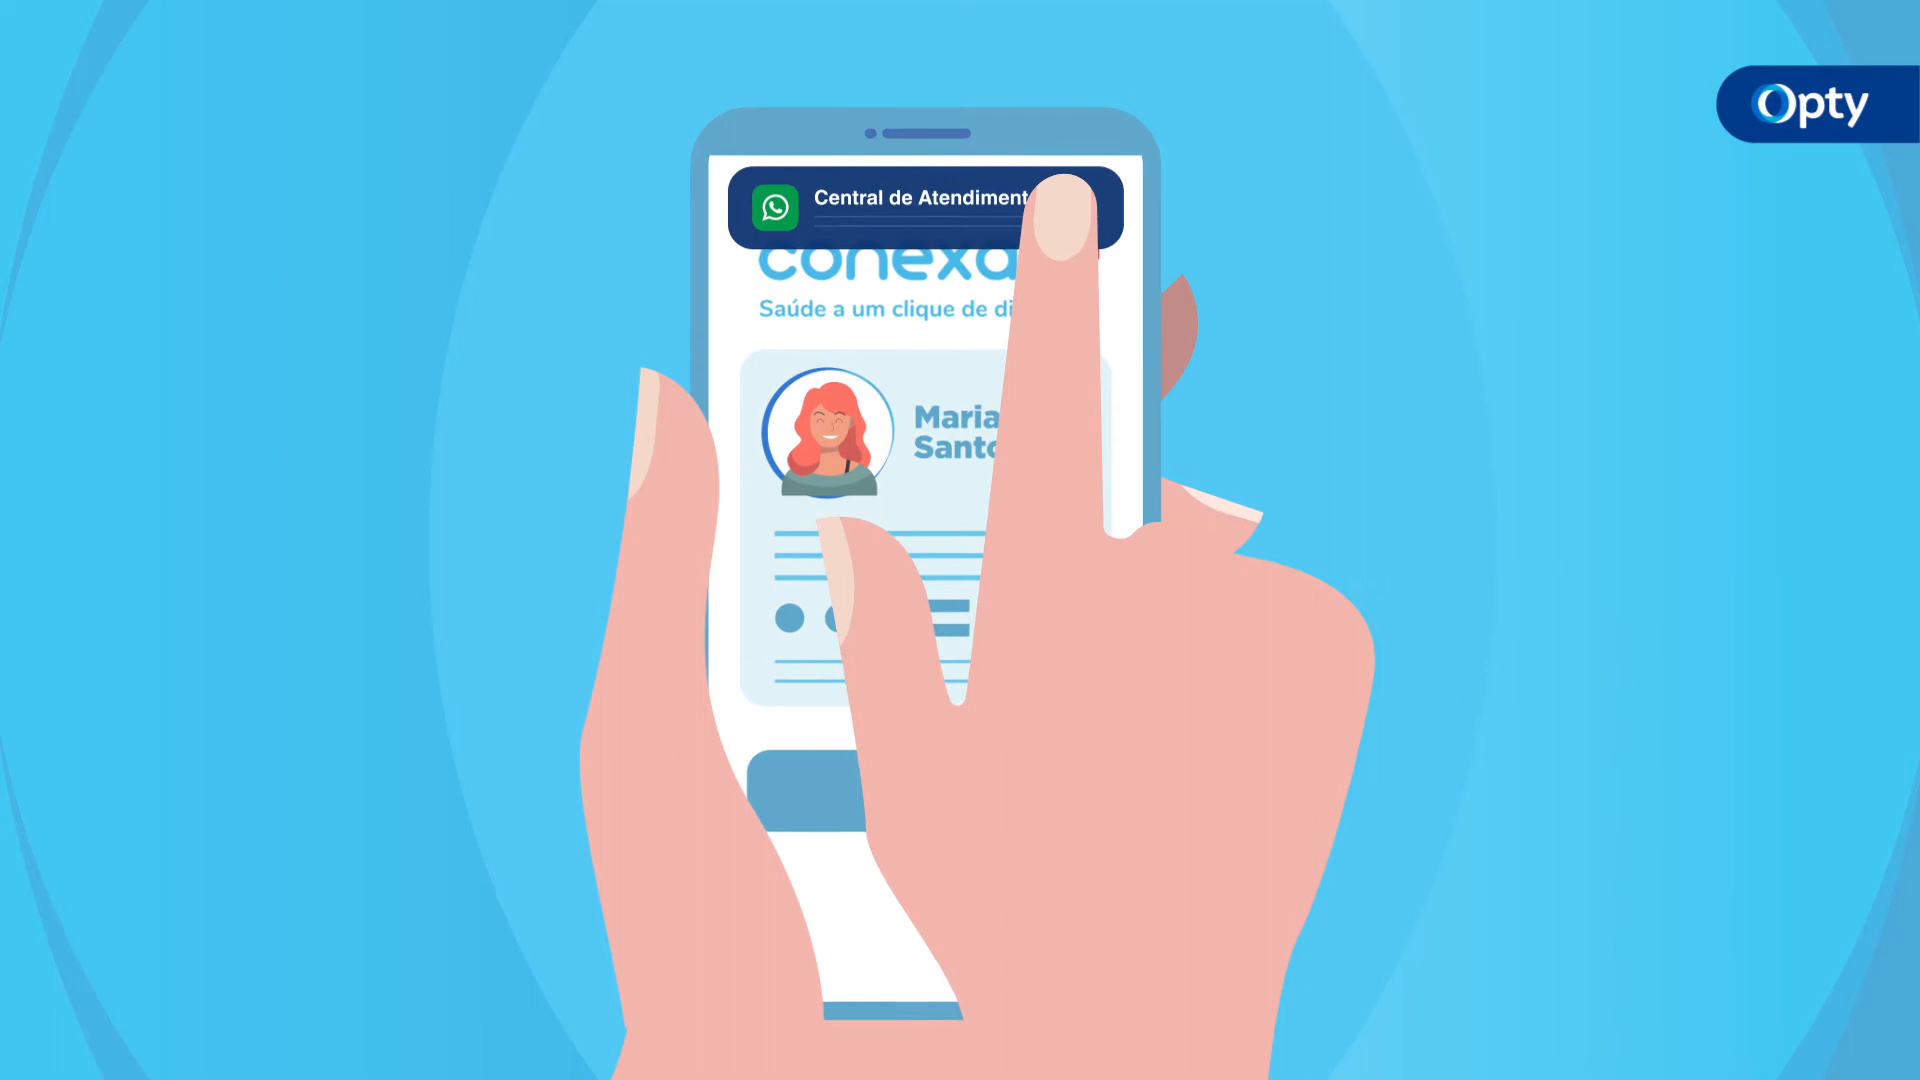 Opty
Central de Atendiment
conexa
Saúde a um clique de di
Maria
Santo